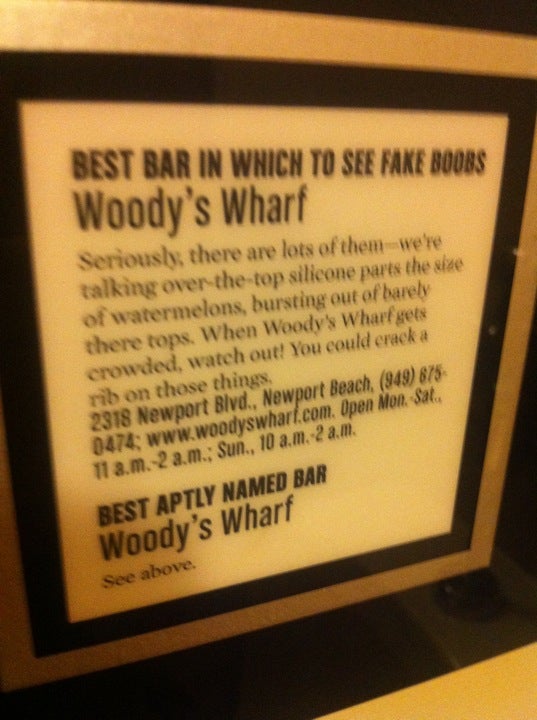 BEST BAR IN WHICH TO SEE FAKE BOOBS
Woody's Wharf
Seriously, there are lots of them—we're
talking over-the-top silicone parts the size
of watermelons, bursting out of barely
there tops. When Woody's Wharf gets
crowded, watch out! You could crack a
rib on those things.
2318 Newport Blvd., Newport Beach, (949) 675-
0474; www.woodyswharf.com. Open Mon.-Sat.,
11 a.m.-2 a.m.; Sun., 10 a.m.-2 a.m.
BEST APTLY NAMED BAR
Woody's Wharf
See above.